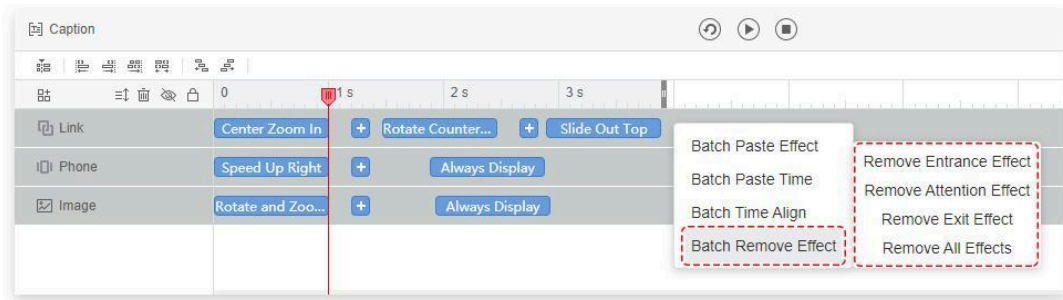 Caption
0 1 s 2 s 3 s
Link Center Zoom In + Rotate Counter... + Slide Out Top
Phone Speed Up Right + Always Display
Image Rotate and Zoo... + Always Display
Batch Paste Effect
Batch Paste Time
Batch Time Align
Batch Remove Effect
Remove Entrance Effect
Remove Attention Effect
Remove Exit Effect
Remove All Effects